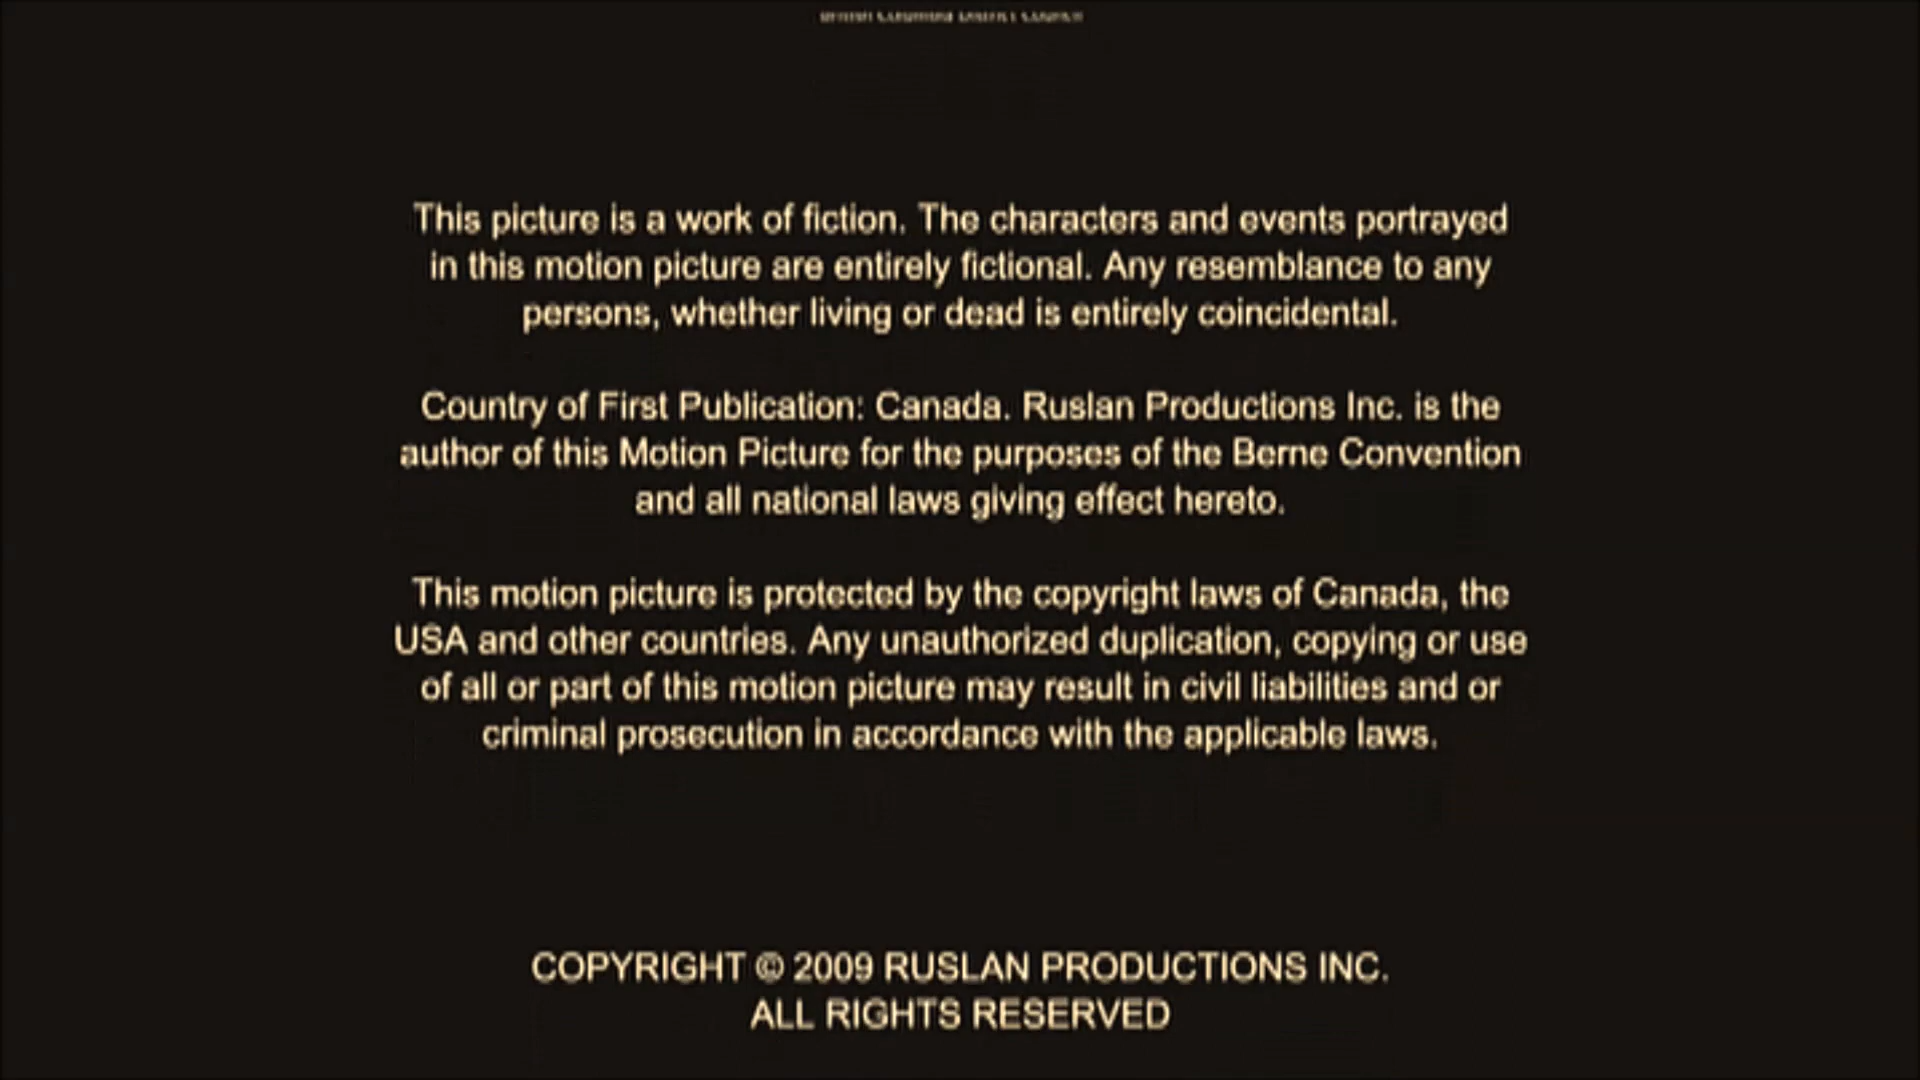 British Columbia District Council
This picture is a work of fiction. The characters and events portrayed
in this motion picture are entirely fictional. Any resemblance to any
persons, whether living or dead is entirely coincidental.
Country of First Publication: Canada. Ruslan Productions Inc. is the
author of this Motion Picture for the purposes of the Berne Convention
and all national laws giving effect hereto.
This motion picture is protected by the copyright laws of Canada, the
USA and other countries. Any unauthorized duplication, copying or use
of all or part of this motion picture may result in civil liabilities and or
criminal prosecution in accordance with the applicable laws.
COPYRIGHT © 2009 RUSLAN PRODUCTIONS INC.
ALL RIGHTS RESERVED